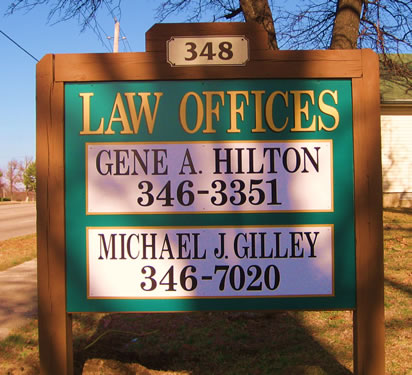 348
LAW OFFICES
GENE A. HILTON
346-3351
MICHAEL J. GILLEY
346-7020